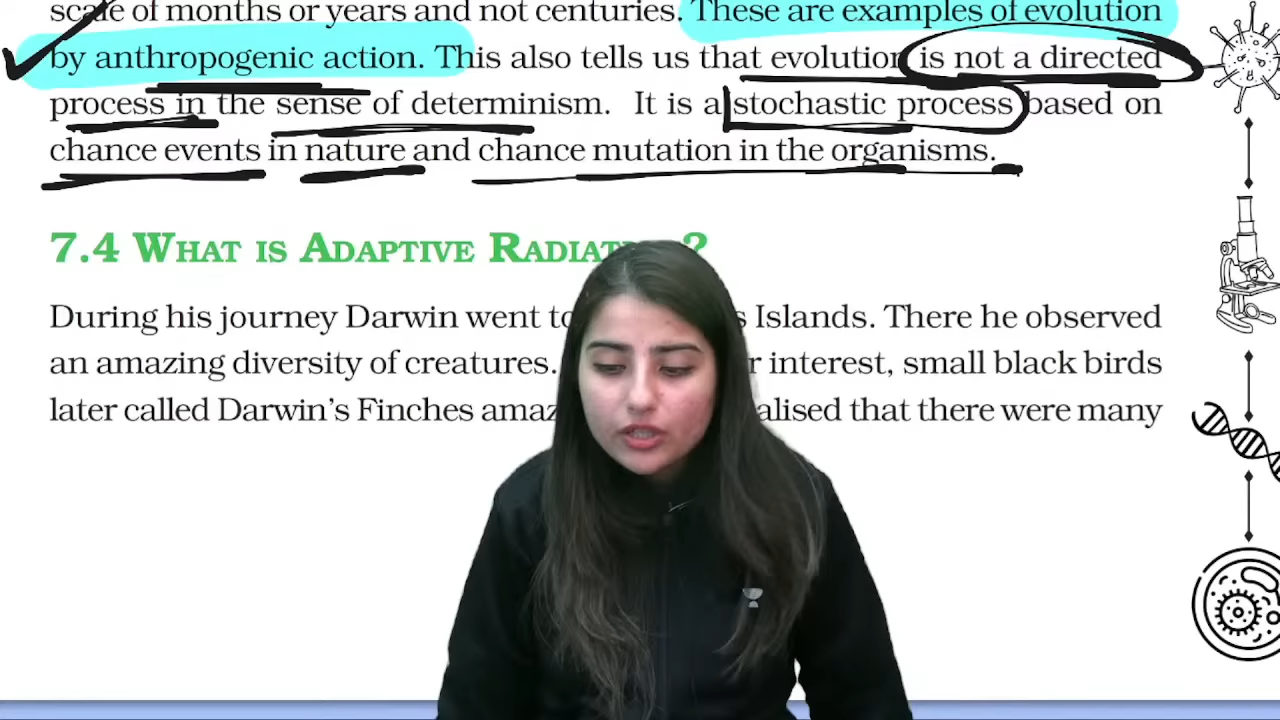 scale of months or years and not centuries. These are examples of evolution
by anthropogenic action. This also tells us that evolution is not a directed
process in the sense of determinism. It is a stochastic process based on
chance events in nature and chance mutation in the organisms.
7.4 WHAT IS ADAPTIVE
During his journey Darwin went to Islands. There he observed
an amazing diversity of creatures. interest, small black birds
later called Darwin's Finches that there were many